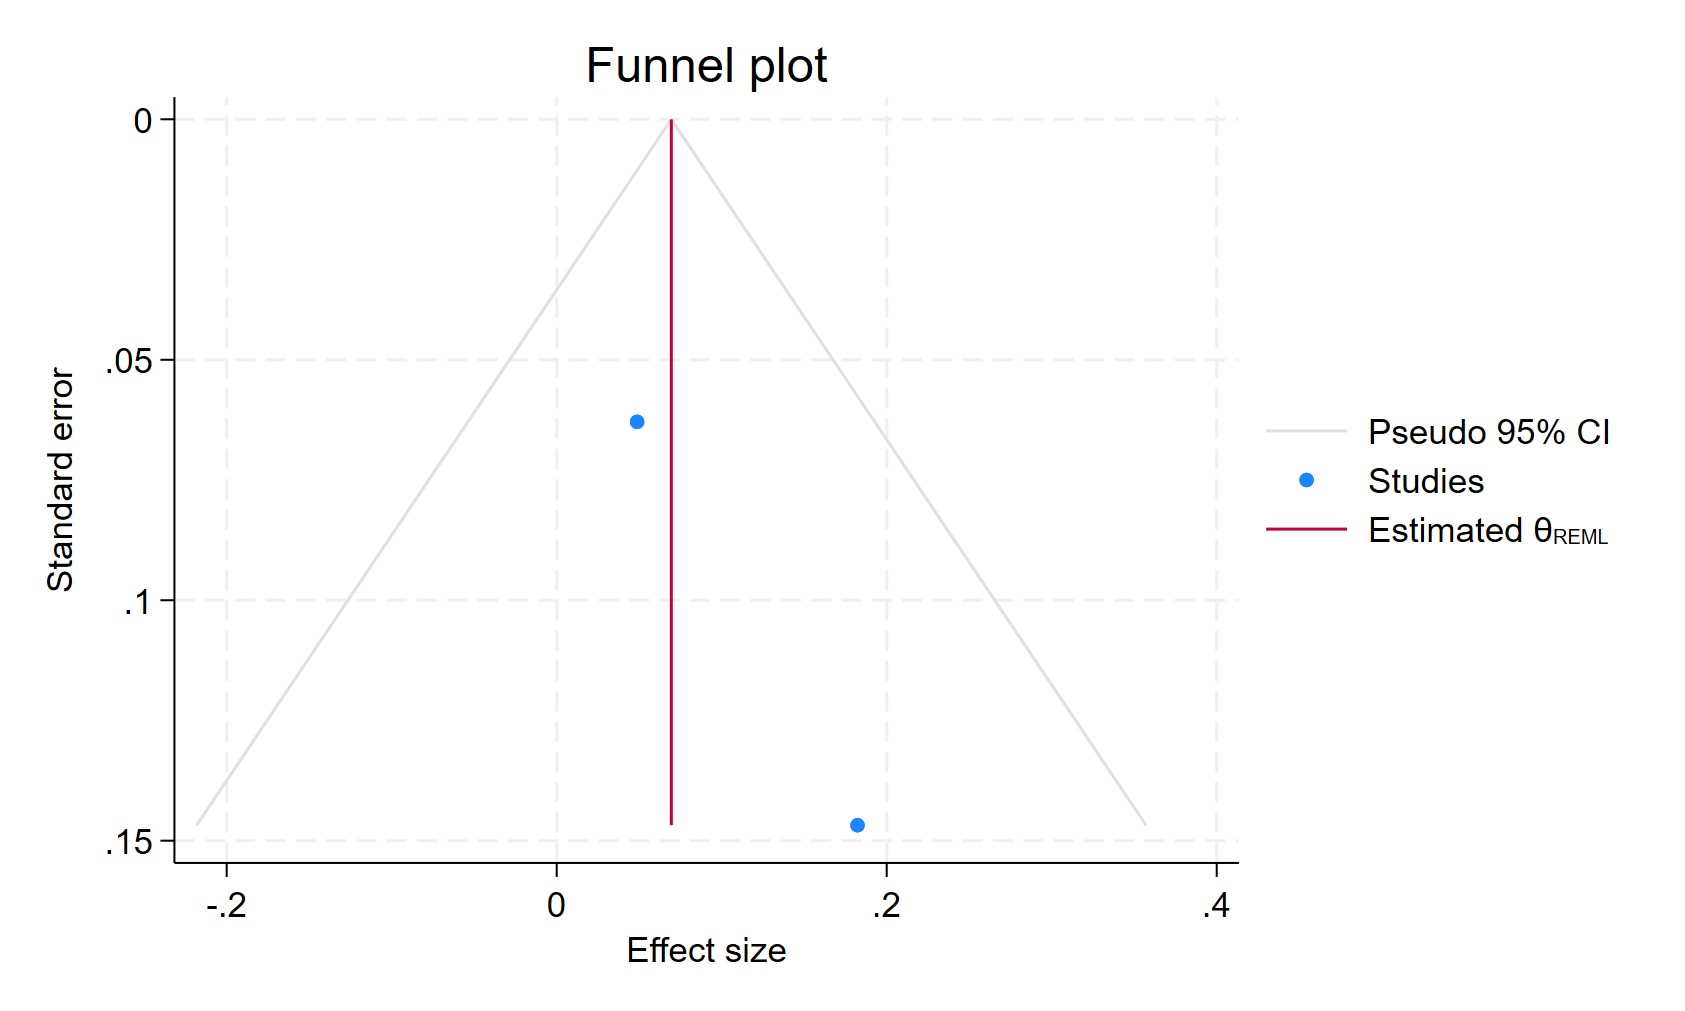 Funnel plot
0
.05
.1
.15
Standard error
-.2
0
.2
.4
Effect size
Pseudo 95% CI
Studies
Estimated θREML